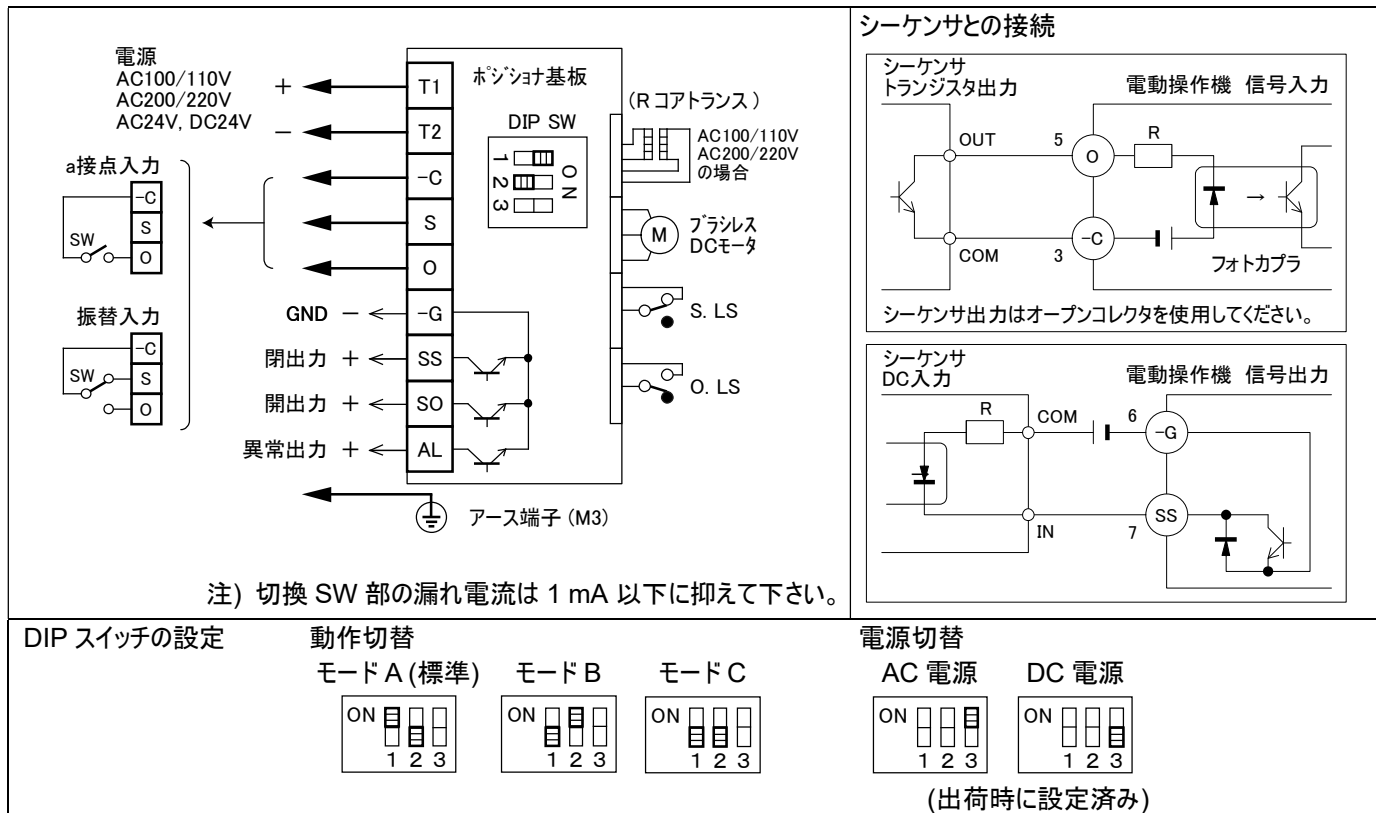 電源
AC100/110V
AC200/220V
AC24V, DC24V
+
−
a接点入力
-C
S
O
SW
振替入力
-C
S
O
SW
T1
T2
-C
S
O
-G
SS
SO
AL
GND −
閉出力 +
開出力 +
異常出力 +
ポジショナ基板
DIP SW
1
2
3
ON
(Rコアトランス)
AC100/110V
AC200/220V
の場合
M
ブラシレス
DCモータ
S. LS
O. LS
アース端子 (M3)
注) 切換 SW 部の漏れ電流は 1 mA 以下に抑えて下さい。
シーケンサとの接続
シーケンサ
トランジスタ出力
電動操作機 信号入力
OUT
5
O
R
→
COM
3
-C
フォトカプラ
シーケンサ出力はオープンコレクタを使用してください。
シーケンサ
DC入力
電動操作機 信号出力
R
COM
6
-G
IN
7
SS
DIP スイッチの設定
動作切替
モード A (標準)
モード B
モード C
ON
1 2 3
ON
1 2 3
ON
1 2 3
電源切替
AC 電源
DC 電源
ON
1 2 3
ON
1 2 3
(出荷時に設定済み)